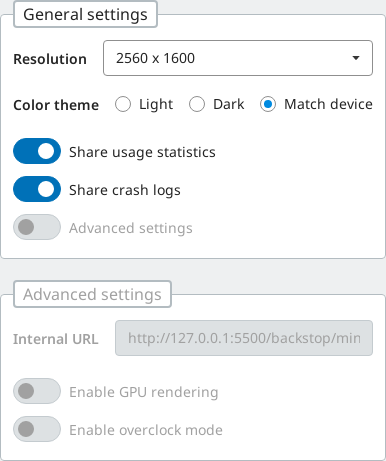 General settings
Resolution 2560 x 1600
Color theme Light Dark Match device
Share usage statistics
Share crash logs
Advanced settings
Advanced settings
Internal URL http://127.0.0.1:5500/backstop/min
Enable GPU rendering
Enable overclock mode